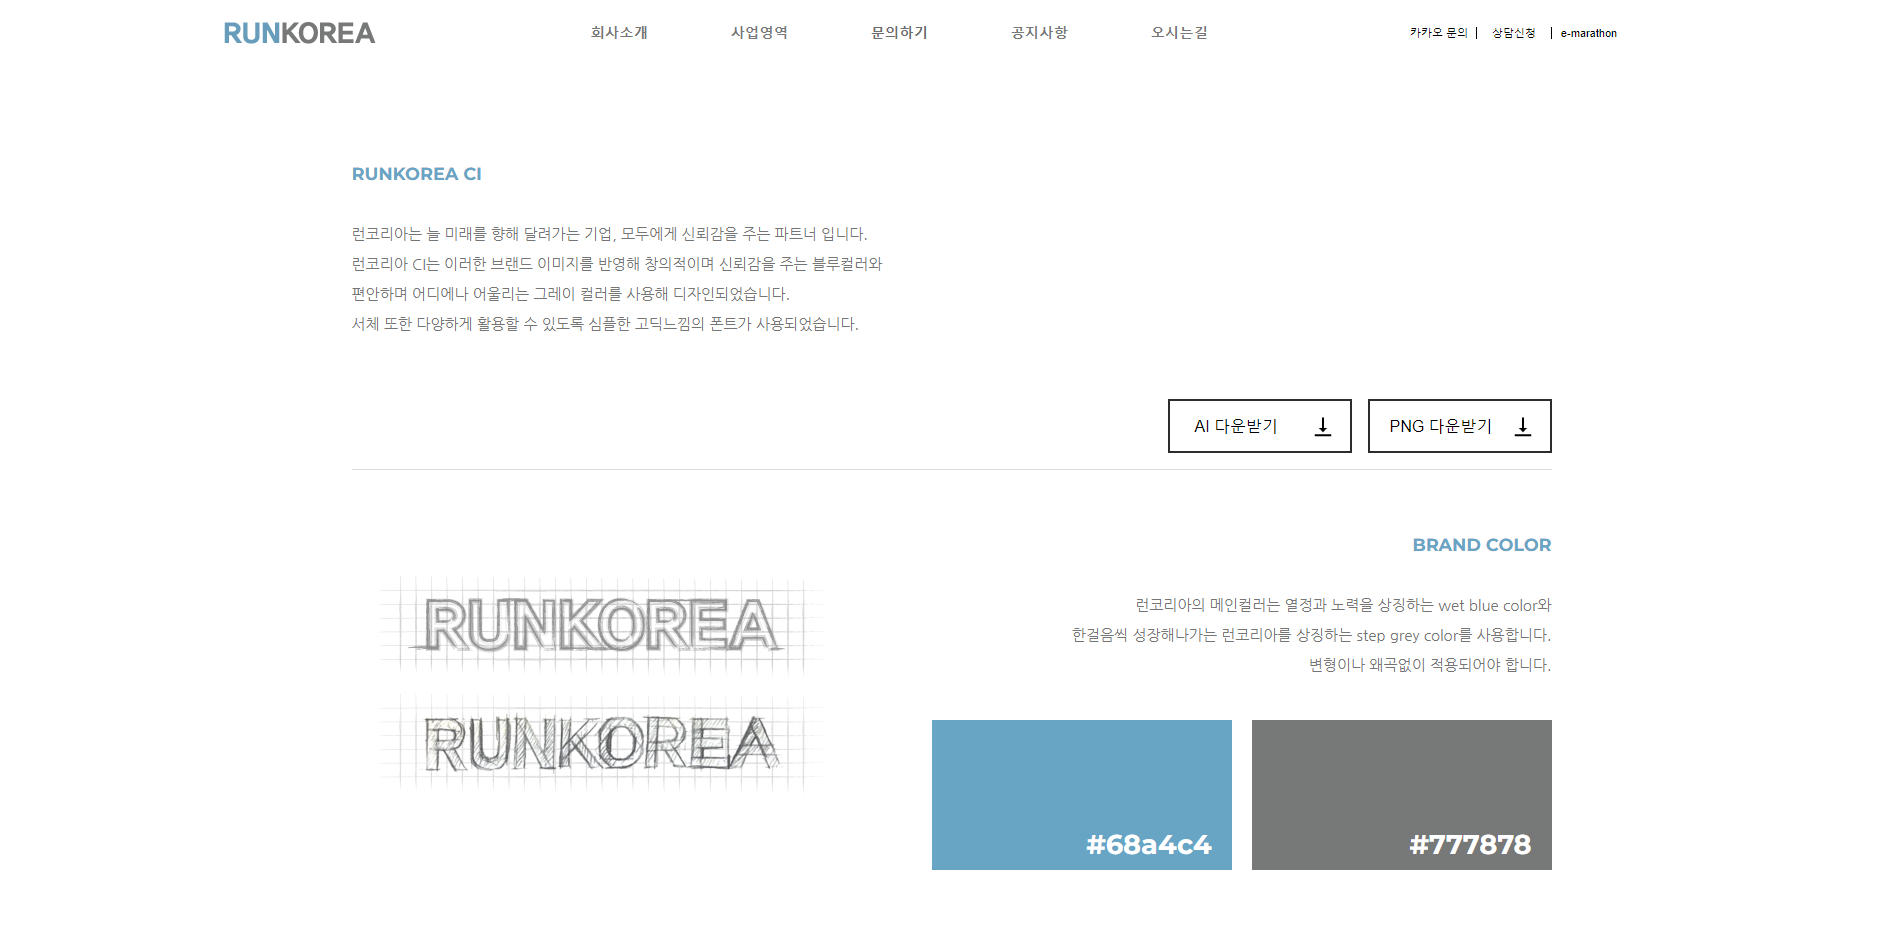 RUNKOREA
회사소개
사업영역
문의하기
공지사항
오시는길
카카오 문의 | 상담신청 | e-marathon
RUNKOREA CI
런코리아는 늘 미래를 향해 달려가는 기업, 모두에게 신뢰감을 주는 파트너 입니다.
런코리아 CI는 이러한 브랜드 이미지를 반영해 창의적이며 신뢰감을 주는 블루컬러와
편안하며 어디에나 어울리는 그레이 컬러를 사용해 디자인되었습니다.
서체 또한 다양하게 활용할 수 있도록 심플한 고딕느낌의 폰트가 사용되었습니다.
AI 다운받기
PNG 다운받기
RUNKOREA
RUNKOREA
BRAND COLOR
런코리아의 메인컬러는 열정과 노력을 상징하는 wet blue color와
한걸음씩 성장해나가는 런코리아를 상징하는 step grey color를 사용합니다.
변형이나 왜곡없이 적용되어야 합니다.
#68a4c4
#777878